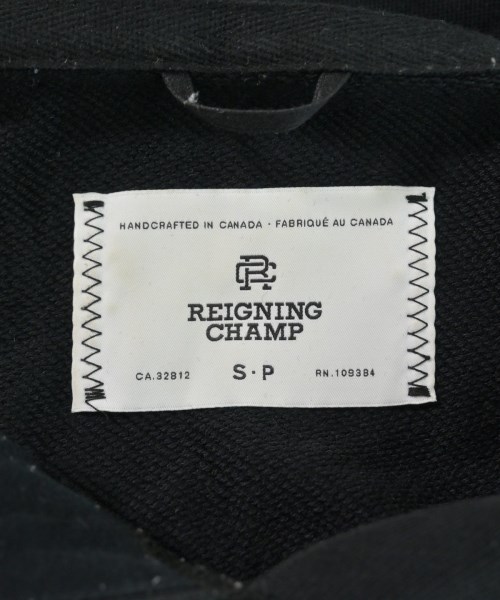 HANDCRAFTED IN CANADA - FABRIQUÉ AU CANADA
RC
REIGNING
CHAMP
CA.32812 S·P RN.109384